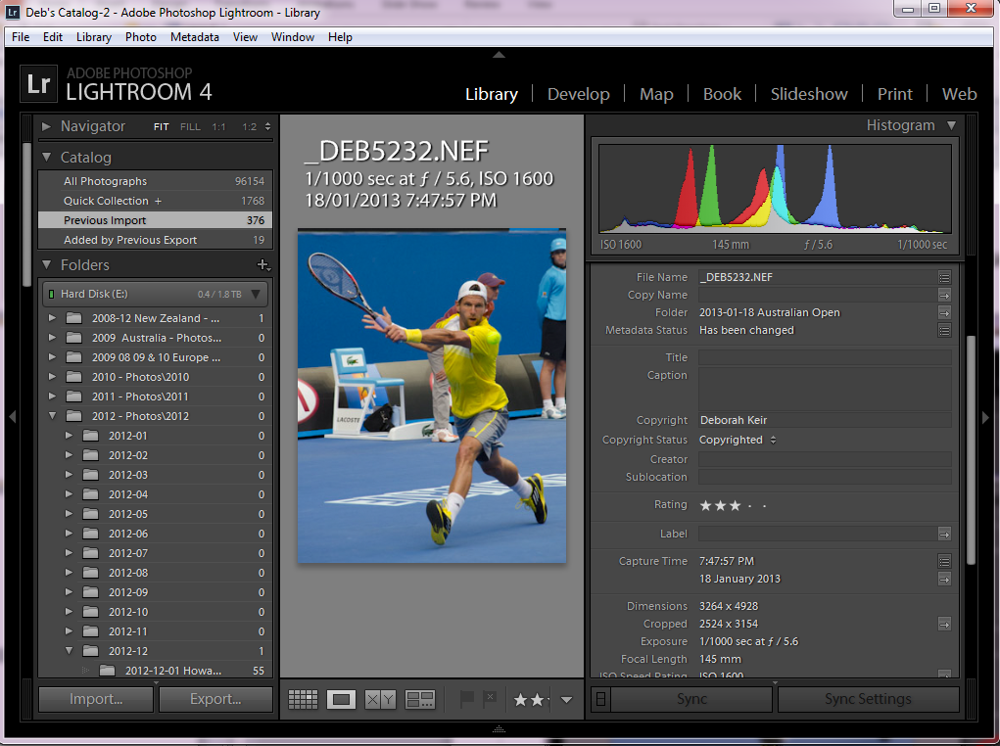 Lr Deb's Catalog-2 - Adobe Photoshop Lightroom - Library
File Edit Library Photo Metadata View Window Help
Lr ADOBE PHOTOSHOP
LIGHTROOM 4
Library | Develop | Map | Book | Slideshow | Print | Web
Navigator FIT FILL 1:1 1:2
Catalog
All Photographs 96154
Quick Collection + 1768
Previous Import 376
Added by Previous Export 19
Folders
Hard Disk (E:) 0.4 / 1.8 TB
2008-12 New Zealand - ... 1
2009 Australia - Photos... 0
2009 08 09 & 10 Europe ... 0
2010 - Photos\2010 0
2011 - Photos\2011 0
2012 - Photos\2012 0
2012-01 0
2012-02 0
2012-03 0
2012-04 0
2012-05 0
2012-06 0
2012-07 0
2012-08 0
2012-09 0
2012-10 0
2012-11 0
2012-12 1
2012-12-01 Howa... 55
Import... Export...
_DEB5232.NEF
1/1000 sec at ƒ / 5.6, ISO 1600
18/01/2013 7:47:57 PM
LACOSTE
X Y
Histogram
ISO 1600 145 mm ƒ / 5.6 1/1000 sec
File Name _DEB5232.NEF
Copy Name
Folder 2013-01-18 Australian Open
Metadata Status Has been changed
Title
Caption
Copyright Deborah Keir
Copyright Status Copyrighted
Creator
Sublocation
Rating
Label
Capture Time 7:47:57 PM
18 January 2013
Dimensions 3264 x 4928
Cropped 2524 x 3154
Exposure 1/1000 sec at ƒ / 5.6
Focal Length 145 mm
ISO Speed Rating ISO 1600
Sync Sync Settings